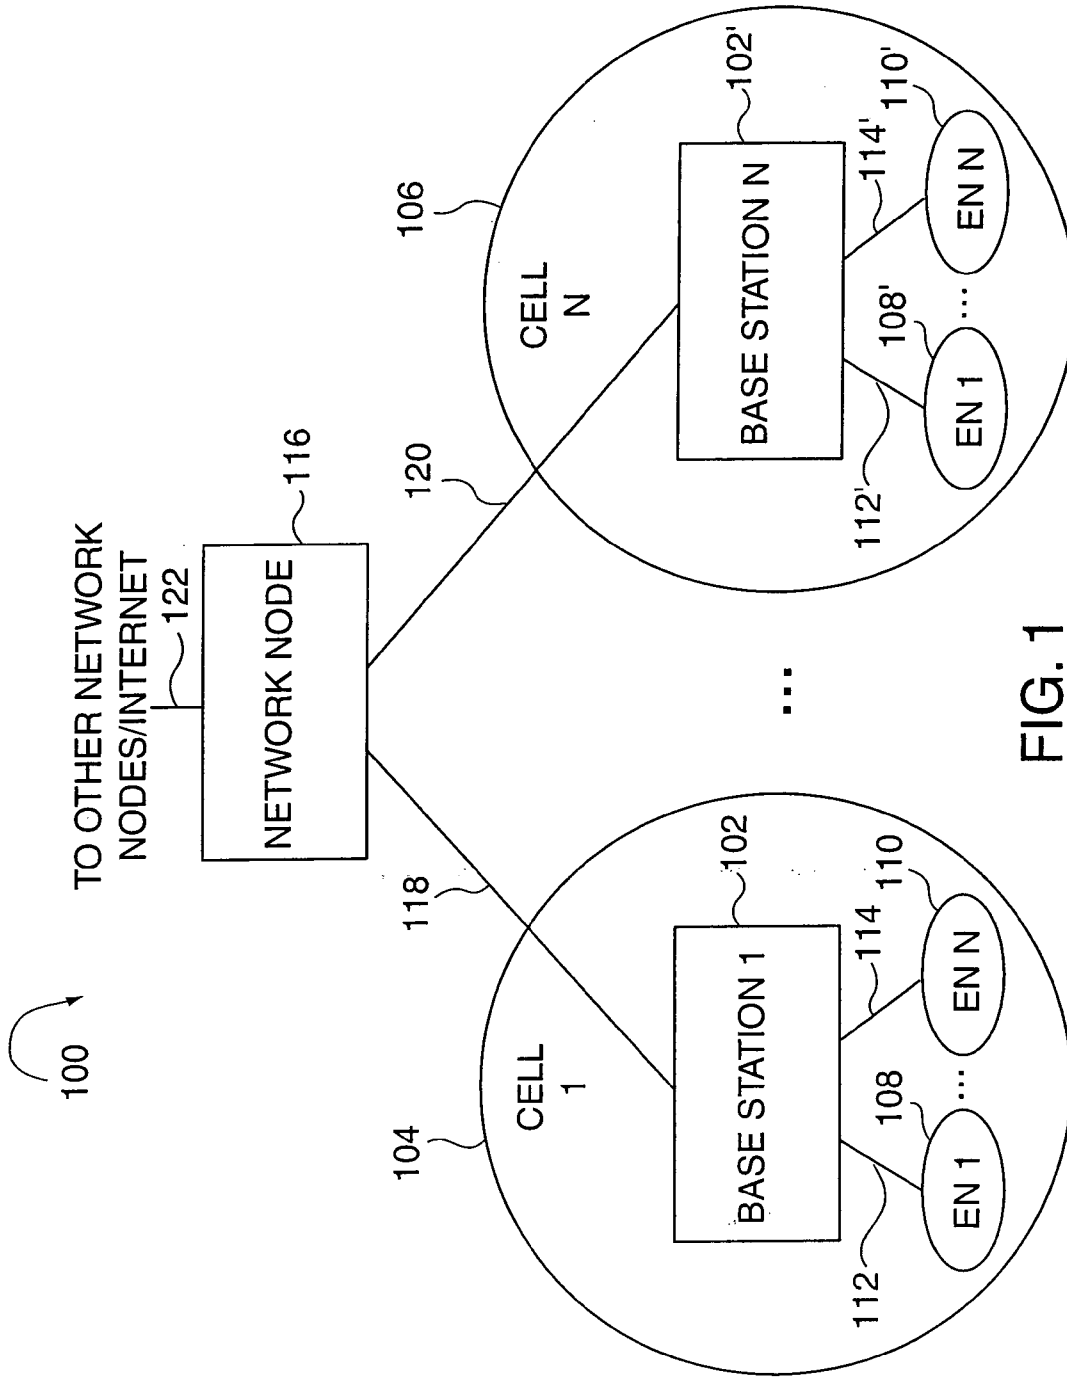 100
TO OTHER NETWORK
NODES/INTERNET
122
NETWORK NODE
116
118
120
104
CELL
1
BASE STATION 1
102
112
114
108
110
EN 1
...
EN N
...
106
CELL
N
BASE STATION N
102'
112'
114'
108'
110'
EN 1
...
EN N
FIG. 1